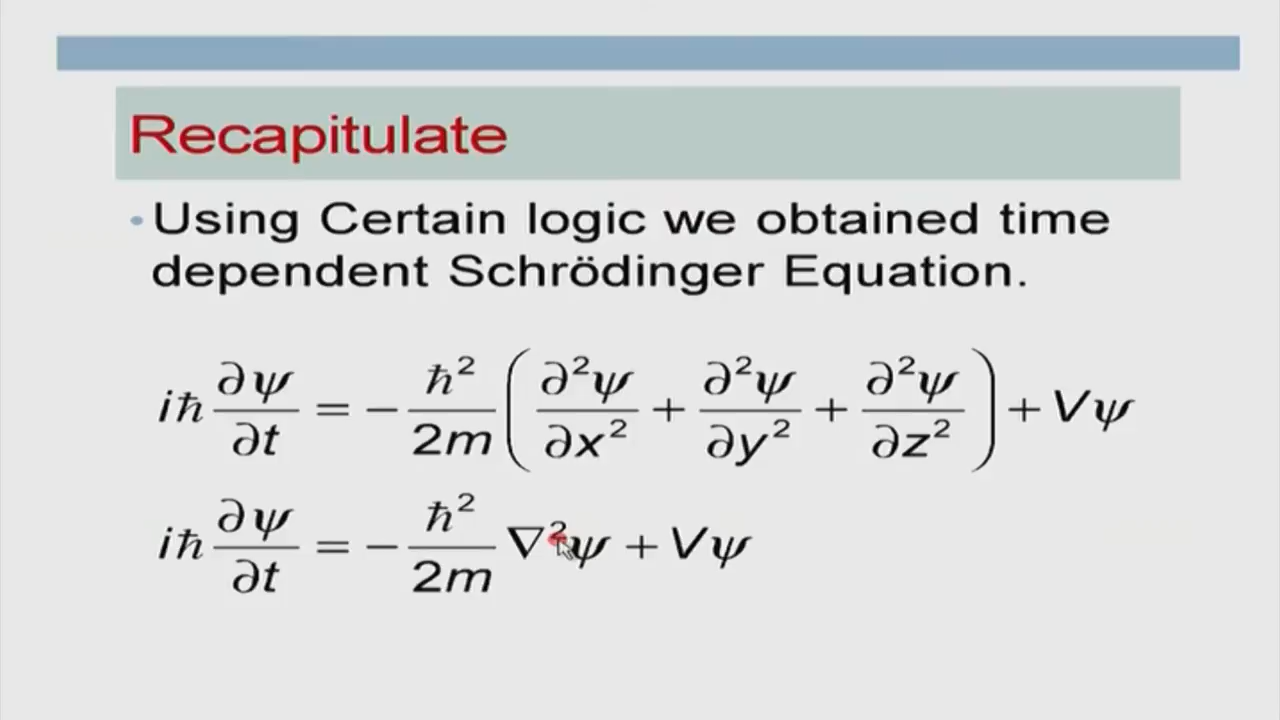 Recapitulate
• Using Certain logic we obtained time
dependent Schrödinger Equation.
iℏ ∂ψ/∂t = − ℏ²/2m (∂²ψ/∂x² + ∂²ψ/∂y² + ∂²ψ/∂z²) + Vψ
iℏ ∂ψ/∂t = − ℏ²/2m ∇²ψ + Vψ